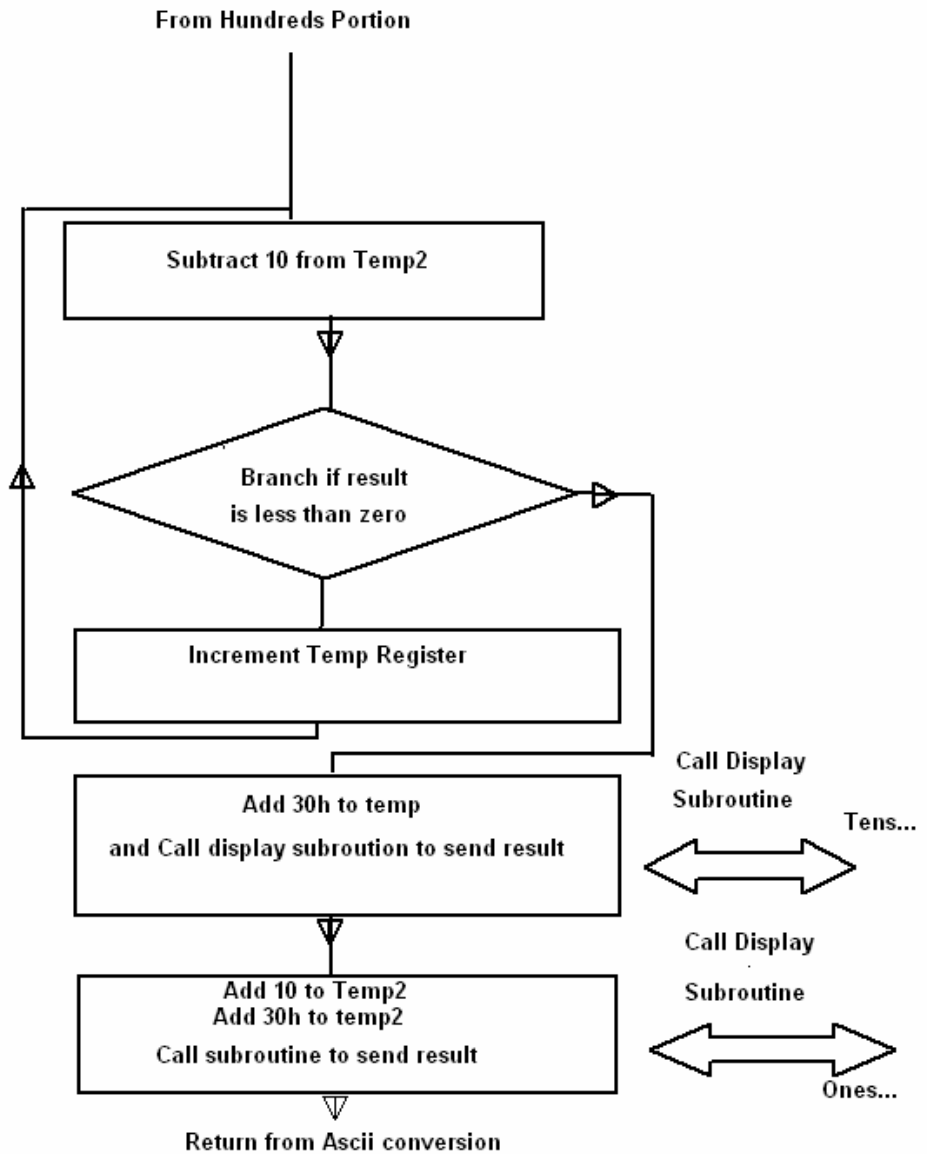 From Hundreds Portion
Subtract 10 from Temp2
Branch if result
is less than zero
Increment Temp Register
Add 30h to temp
and Call display subroution to send result
Call Display
Subroutine
Tens...
Add 10 to Temp2
Add 30h to temp2
Call subroutine to send result
Call Display
Subroutine
Ones...
Return from Ascii conversion